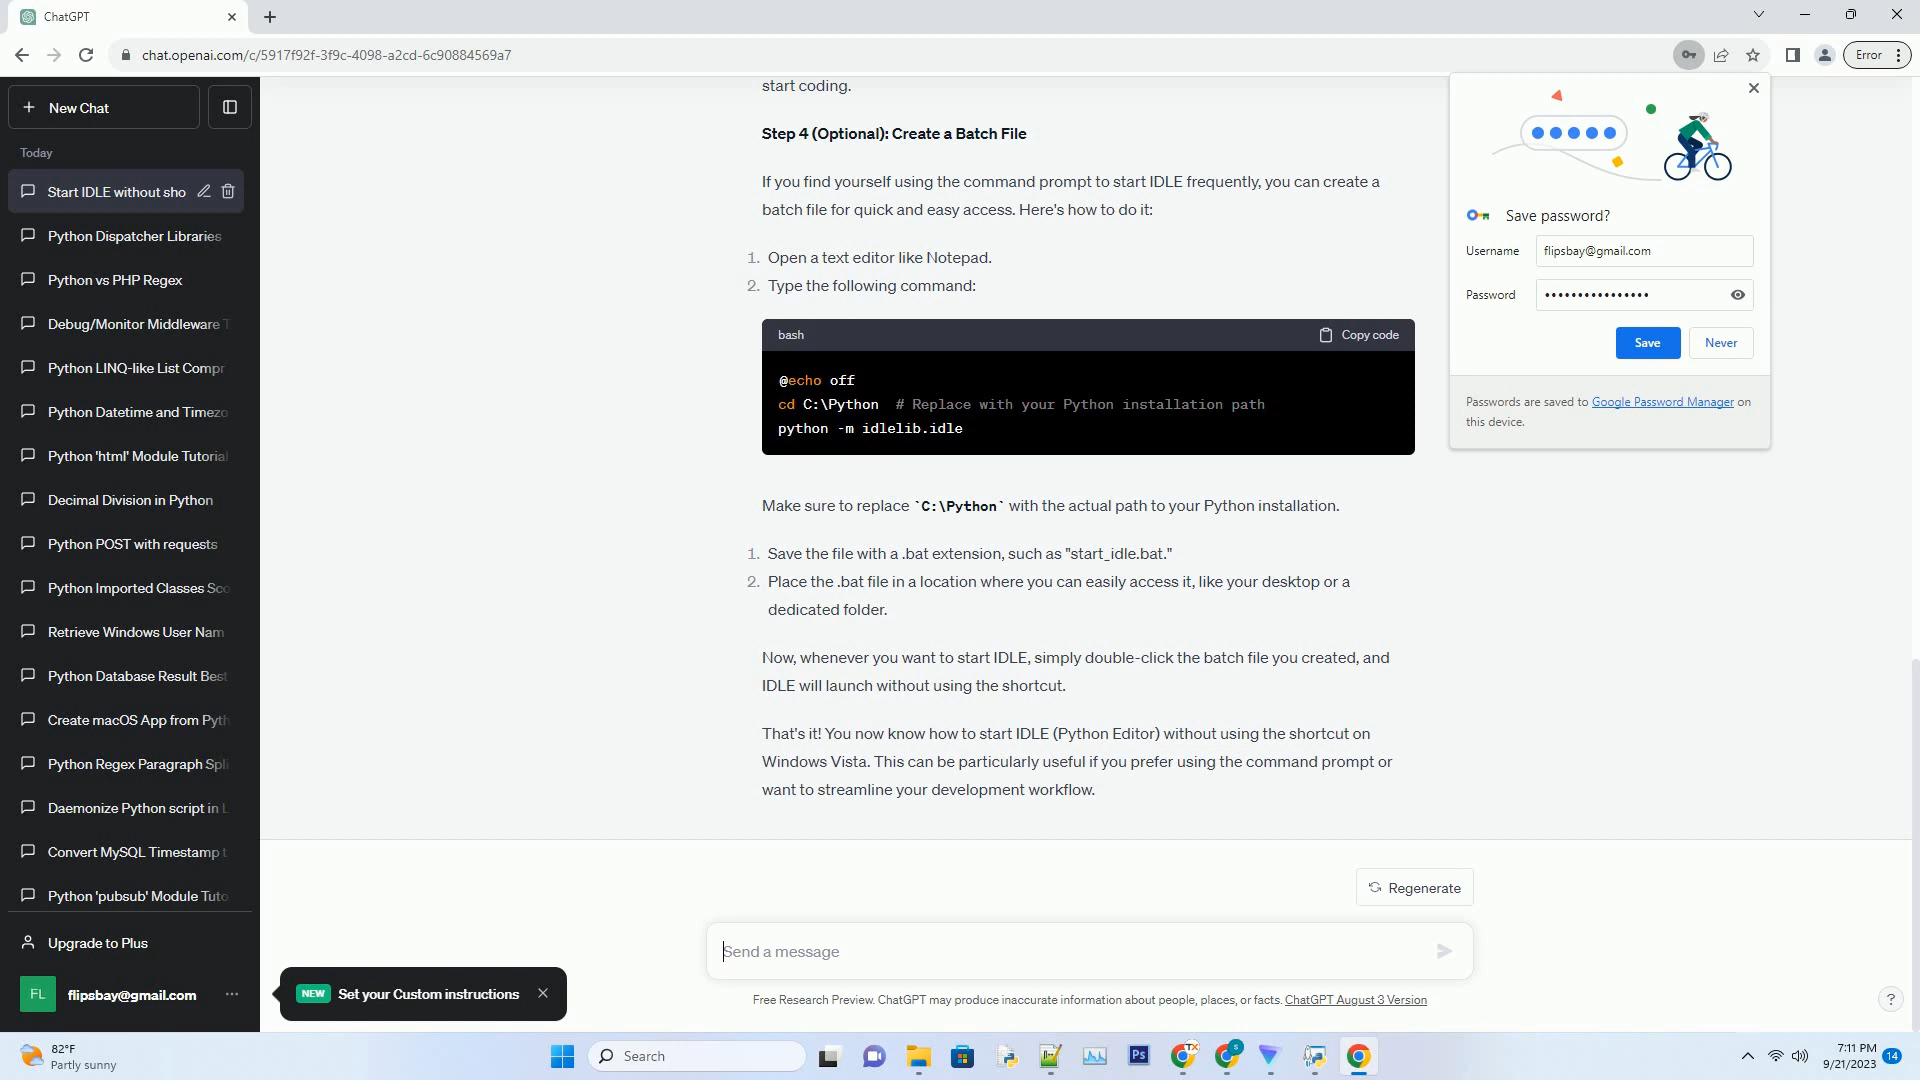 ChatGPT
chat.openai.com/c/5917f92f-3f9c-4098-a2cd-6c90884569a7
Error
New Chat
Today
Start IDLE without sho
Python Dispatcher Libraries
Python vs PHP Regex
Debug/Monitor Middleware T
Python LINQ-like List Compr
Python Datetime and Timezo
Python 'html' Module Tutorial
Decimal Division in Python
Python POST with requests
Python Imported Classes Sco
Retrieve Windows User Nam
Python Database Result Best
Create macOS App from Pyth
Python Regex Paragraph Spli
Daemonize Python script in L
Convert MySQL Timestamp t
Python 'pubsub' Module Tuto
Upgrade to Plus
FL
flipsbay@gmail.com
start coding.
Step 4 (Optional): Create a Batch File
If you find yourself using the command prompt to start IDLE frequently, you can create a
batch file for quick and easy access. Here's how to do it:
1. Open a text editor like Notepad.
2. Type the following command:
bash
Copy code
@echo off
cd C:\Python  # Replace with your Python installation path
python -m idlelib.idle
Make sure to replace `C:\Python` with the actual path to your Python installation.
1. Save the file with a .bat extension, such as "start_idle.bat."
2. Place the .bat file in a location where you can easily access it, like your desktop or a
dedicated folder.
Now, whenever you want to start IDLE, simply double-click the batch file you created, and
IDLE will launch without using the shortcut.
That's it! You now know how to start IDLE (Python Editor) without using the shortcut on
Windows Vista. This can be particularly useful if you prefer using the command prompt or
want to streamline your development workflow.
Save password?
Username
flipsbay@gmail.com
Password
Save
Never
Passwords are saved to Google Password Manager on
this device.
Regenerate
Send a message
NEW
Set your Custom instructions
Free Research Preview. ChatGPT may produce inaccurate information about people, places, or facts. ChatGPT August 3 Version
?
82°F
Partly sunny
Search
Ps
TX
S
7:11 PM
9/21/2023
14